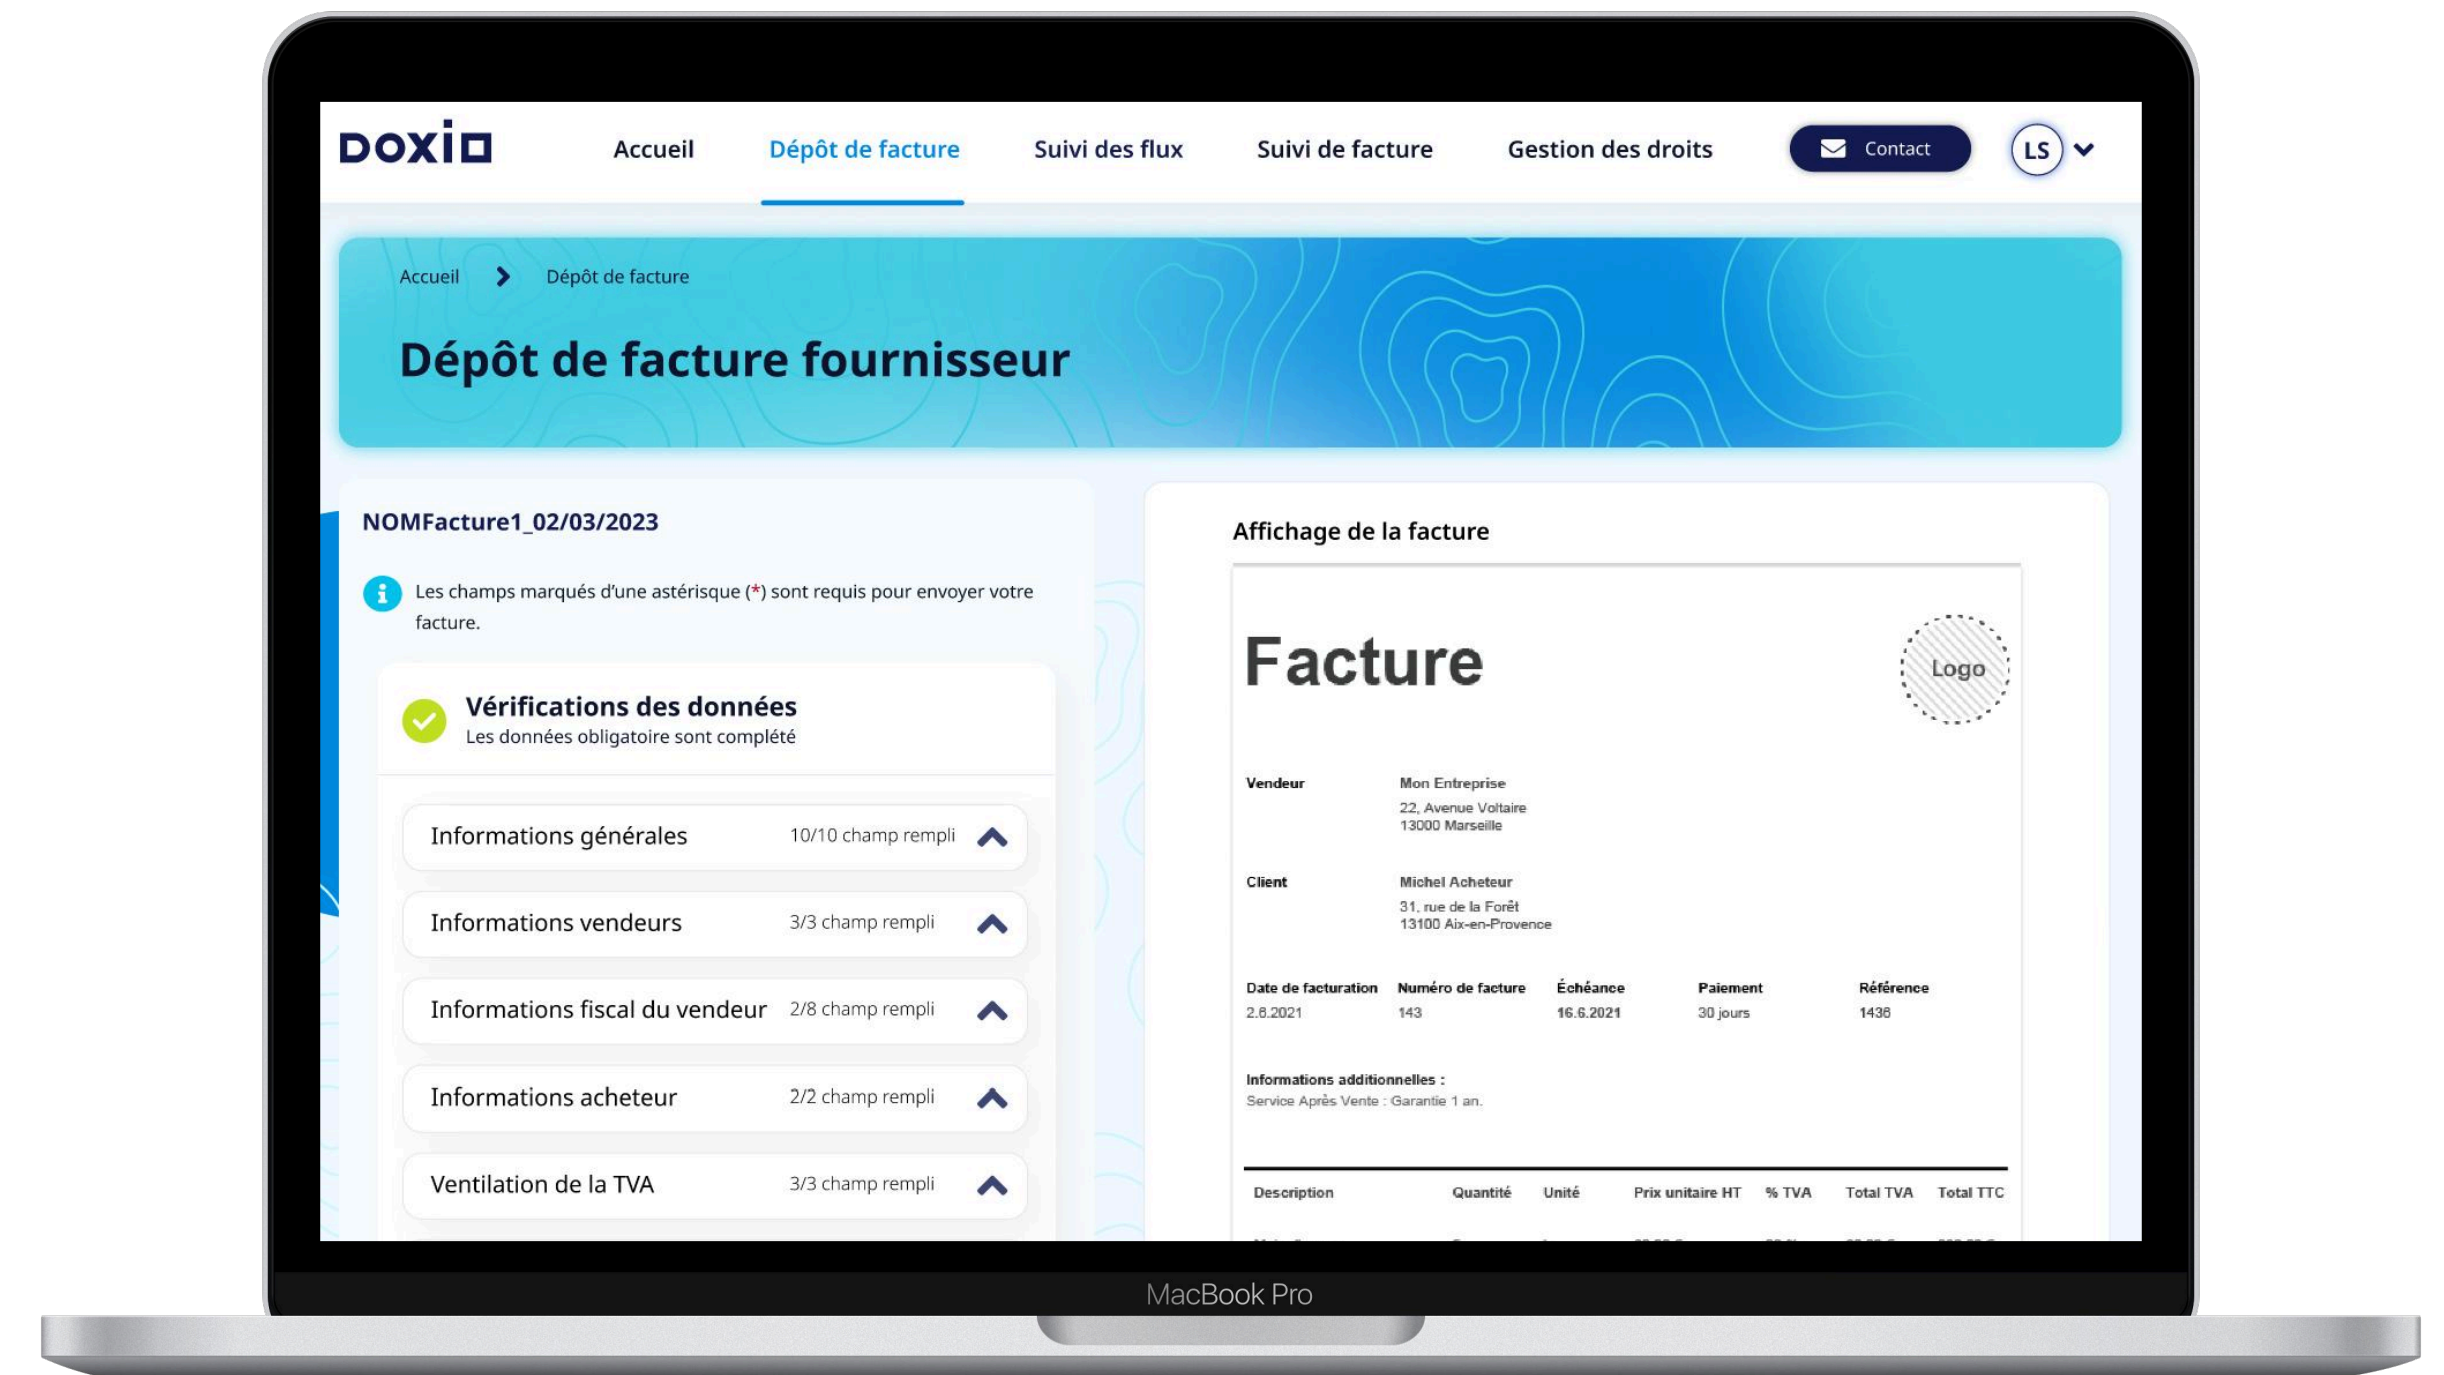 DOXIO
Accueil
Dépôt de facture
Suivi des flux
Suivi de facture
Gestion des droits
Contact
LS
Accueil
Dépôt de facture
Dépôt de facture fournisseur
NOMFacture1_02/03/2023
Les champs marqués d'une astérisque (*) sont requis pour envoyer votre
facture.
Vérifications des données
Les données obligatoire sont complété
Informations générales 10/10 champ rempli
Informations vendeurs 3/3 champ rempli
Informations fiscal du vendeur 2/8 champ rempli
Informations acheteur 2/2 champ rempli
Ventilation de la TVA 3/3 champ rempli
Affichage de la facture
Facture
Logo
Vendeur Mon Entreprise
22, Avenue Voltaire
13000 Marseille
Client Michel Acheteur
31, rue de la Forêt
13100 Aix-en-Provence
Date de facturation Numéro de facture Échéance Paiement Référence
2.6.2021 143 16.6.2021 30 jours 1436
Informations additionnelles :
Service Après Vente : Garantie 1 an.
Description Quantité Unité Prix unitaire HT % TVA Total TVA Total TTC
MacBook Pro